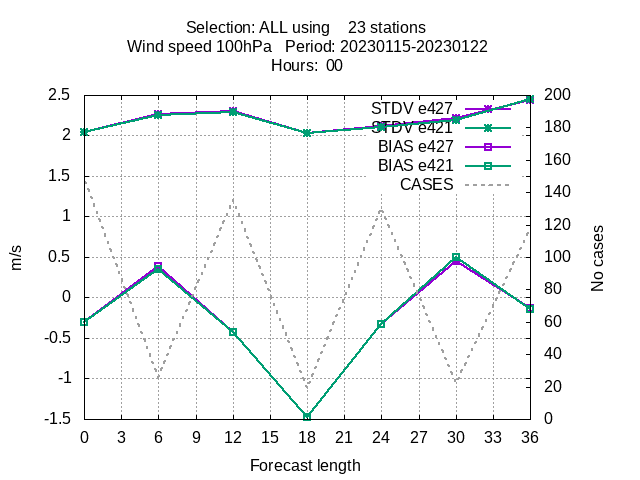 Selection: ALL using 23 stations
Wind speed 100hPa Period: 20230115-20230122
Hours: 00
STDV e427
STDV e421
BIAS e427
BIAS e421
CASES
2.5
2
1.5
1
0.5
0
-0.5
-1
-1.5
m/s
200
180
160
140
120
100
80
60
40
20
0
No cases
0 3 6 9 12 15 18 21 24 27 30 33 36
Forecast length